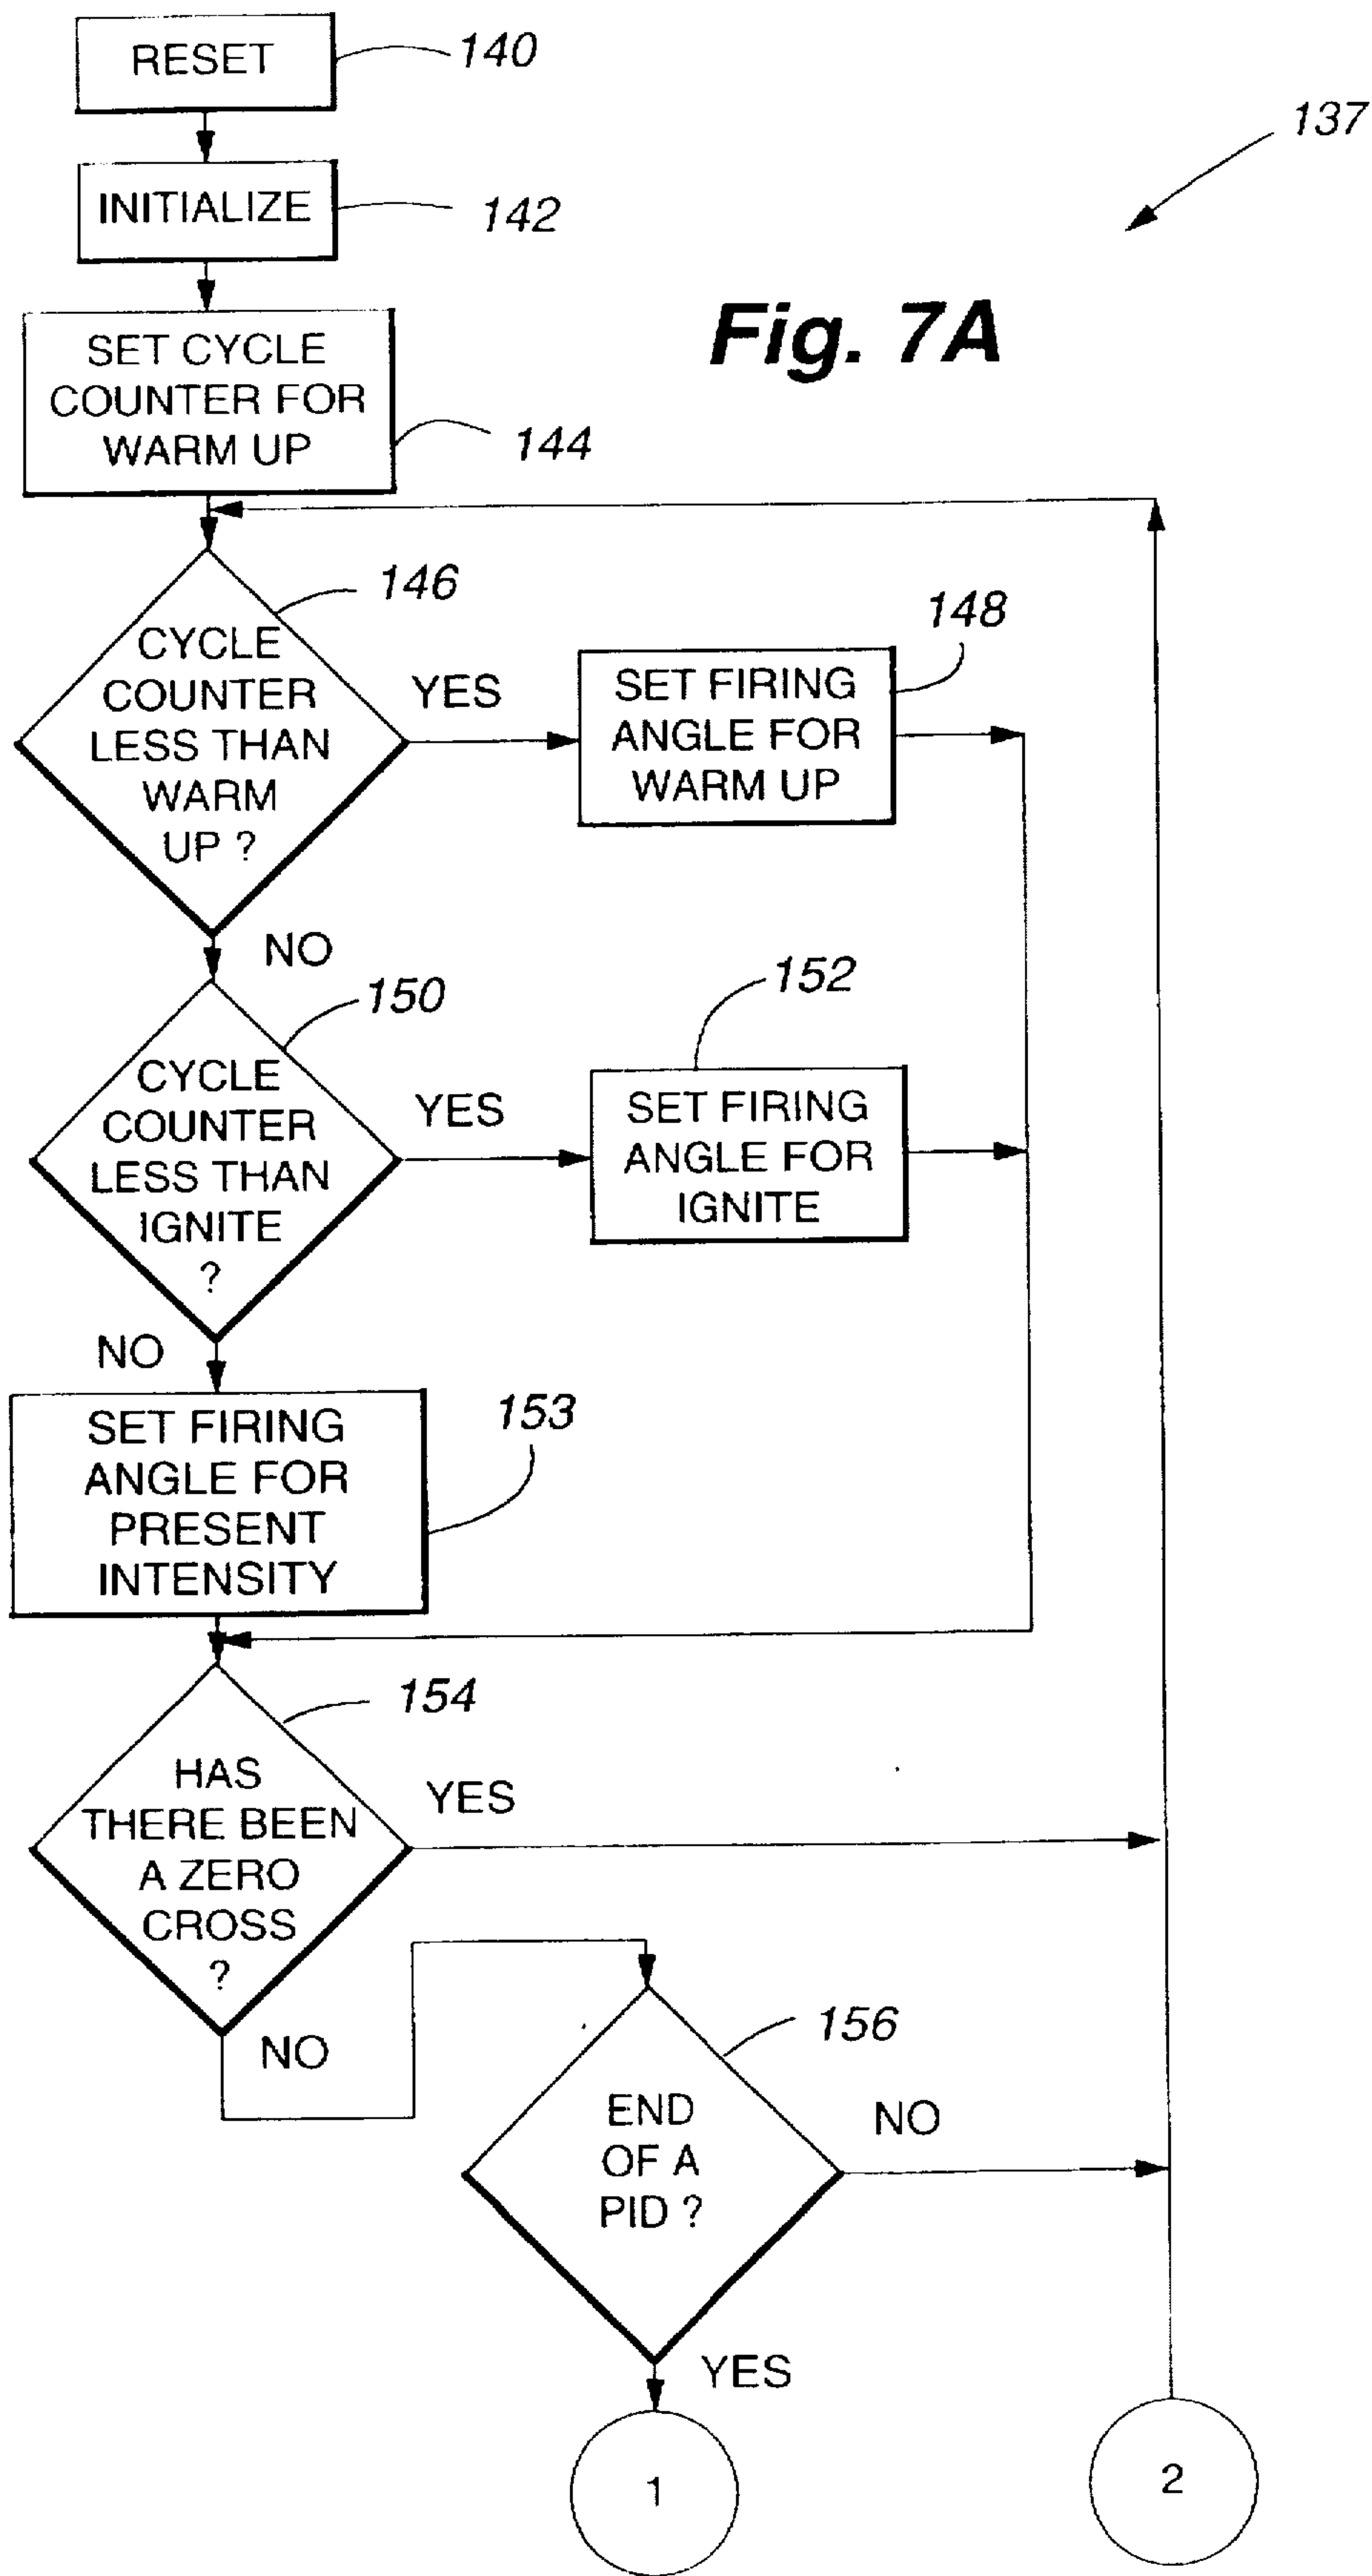 RESET
140
137
INITIALIZE
142
Fig. 7A
SET CYCLE
COUNTER FOR
WARM UP
144
146
CYCLE
COUNTER
LESS THAN
WARM
UP ?
YES
148
SET FIRING
ANGLE FOR
WARM UP
NO
150
CYCLE
COUNTER
LESS THAN
IGNITE
?
YES
152
SET FIRING
ANGLE FOR
IGNITE
NO
153
SET FIRING
ANGLE FOR
PRESENT
INTENSITY
154
HAS
THERE BEEN
A ZERO
CROSS
?
YES
NO
156
END
OF A
PID ?
NO
YES
1
2